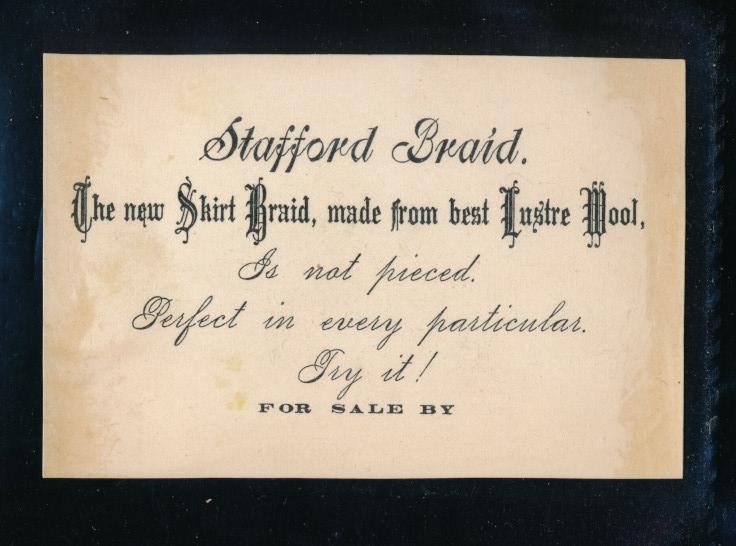 Stafford Braid.
The new Skirt Braid, made from best Lustre Wool,
Is not pieced.
Perfect in every particular.
Try it!
FOR SALE BY